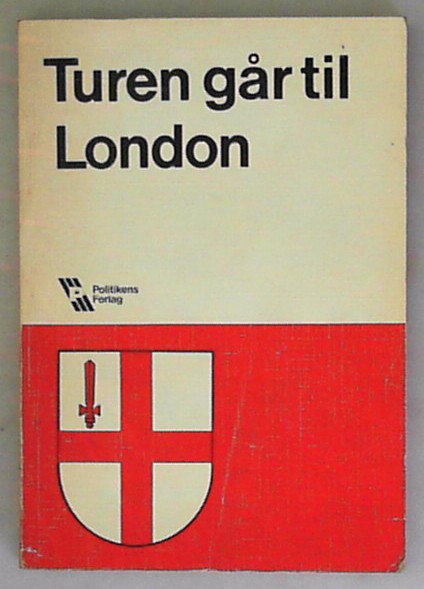 Turen går til
London
Politikens
Forlag